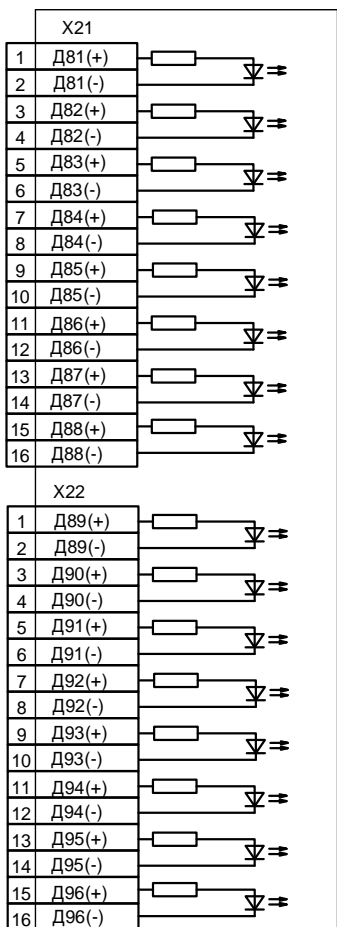 X21
1 Д81(+)
2 Д81(-)
3 Д82(+)
4 Д82(-)
5 Д83(+)
6 Д83(-)
7 Д84(+)
8 Д84(-)
9 Д85(+)
10 Д85(-)
11 Д86(+)
12 Д86(-)
13 Д87(+)
14 Д87(-)
15 Д88(+)
16 Д88(-)
X22
1 Д89(+)
2 Д89(-)
3 Д90(+)
4 Д90(-)
5 Д91(+)
6 Д91(-)
7 Д92(+)
8 Д92(-)
9 Д93(+)
10 Д93(-)
11 Д94(+)
12 Д94(-)
13 Д95(+)
14 Д95(-)
15 Д96(+)
16 Д96(-)